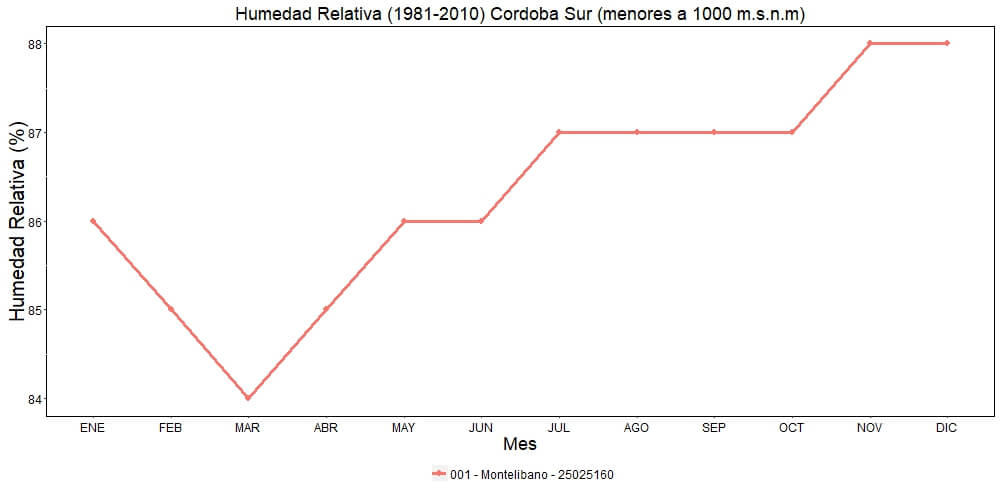 Humedad Relativa (1981-2010) Cordoba Sur (menores a 1000 m.s.n.m)
Humedad Relativa (%)
88
87
86
85
84
ENE FEB MAR ABR MAY JUN JUL AGO SEP OCT NOV DIC
Mes
001 - Montelibano - 25025160